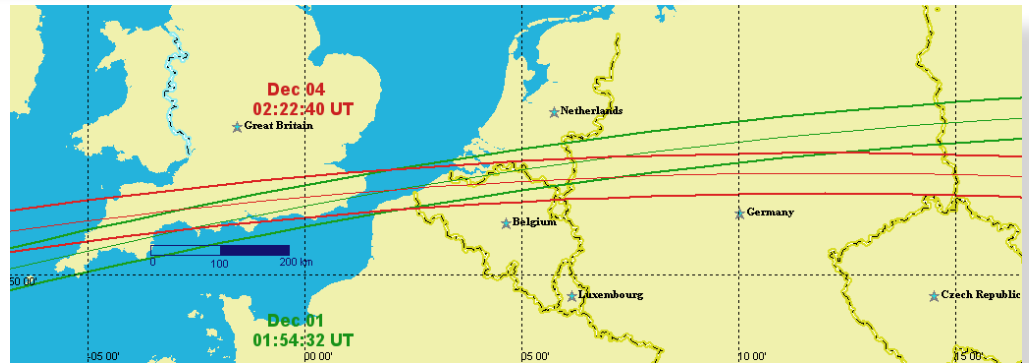 Dec 04
02:22:40 UT
Netherlands
Great Britain
Germany
Belgium
0 100 200 km
50 00'
Luxembourg
Czech Republic
Dec 01
01:54:32 UT
-05 00' 00 00' 05 00' 10 00' 15 00'